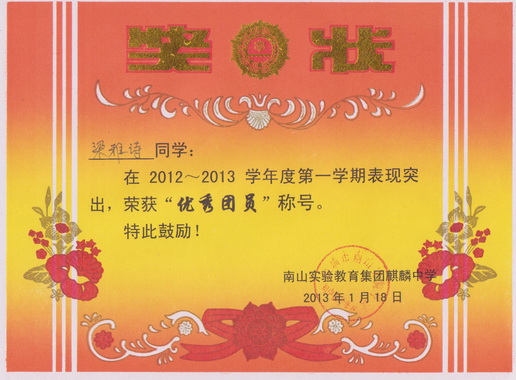 奖状
梁雅诗 同学：
在 2012～2013 学年度第一学期表现突
出，荣获“优秀团员”称号。
特此鼓励！
南山实验教育集团麒麟中学
2013 年 1 月 18 日